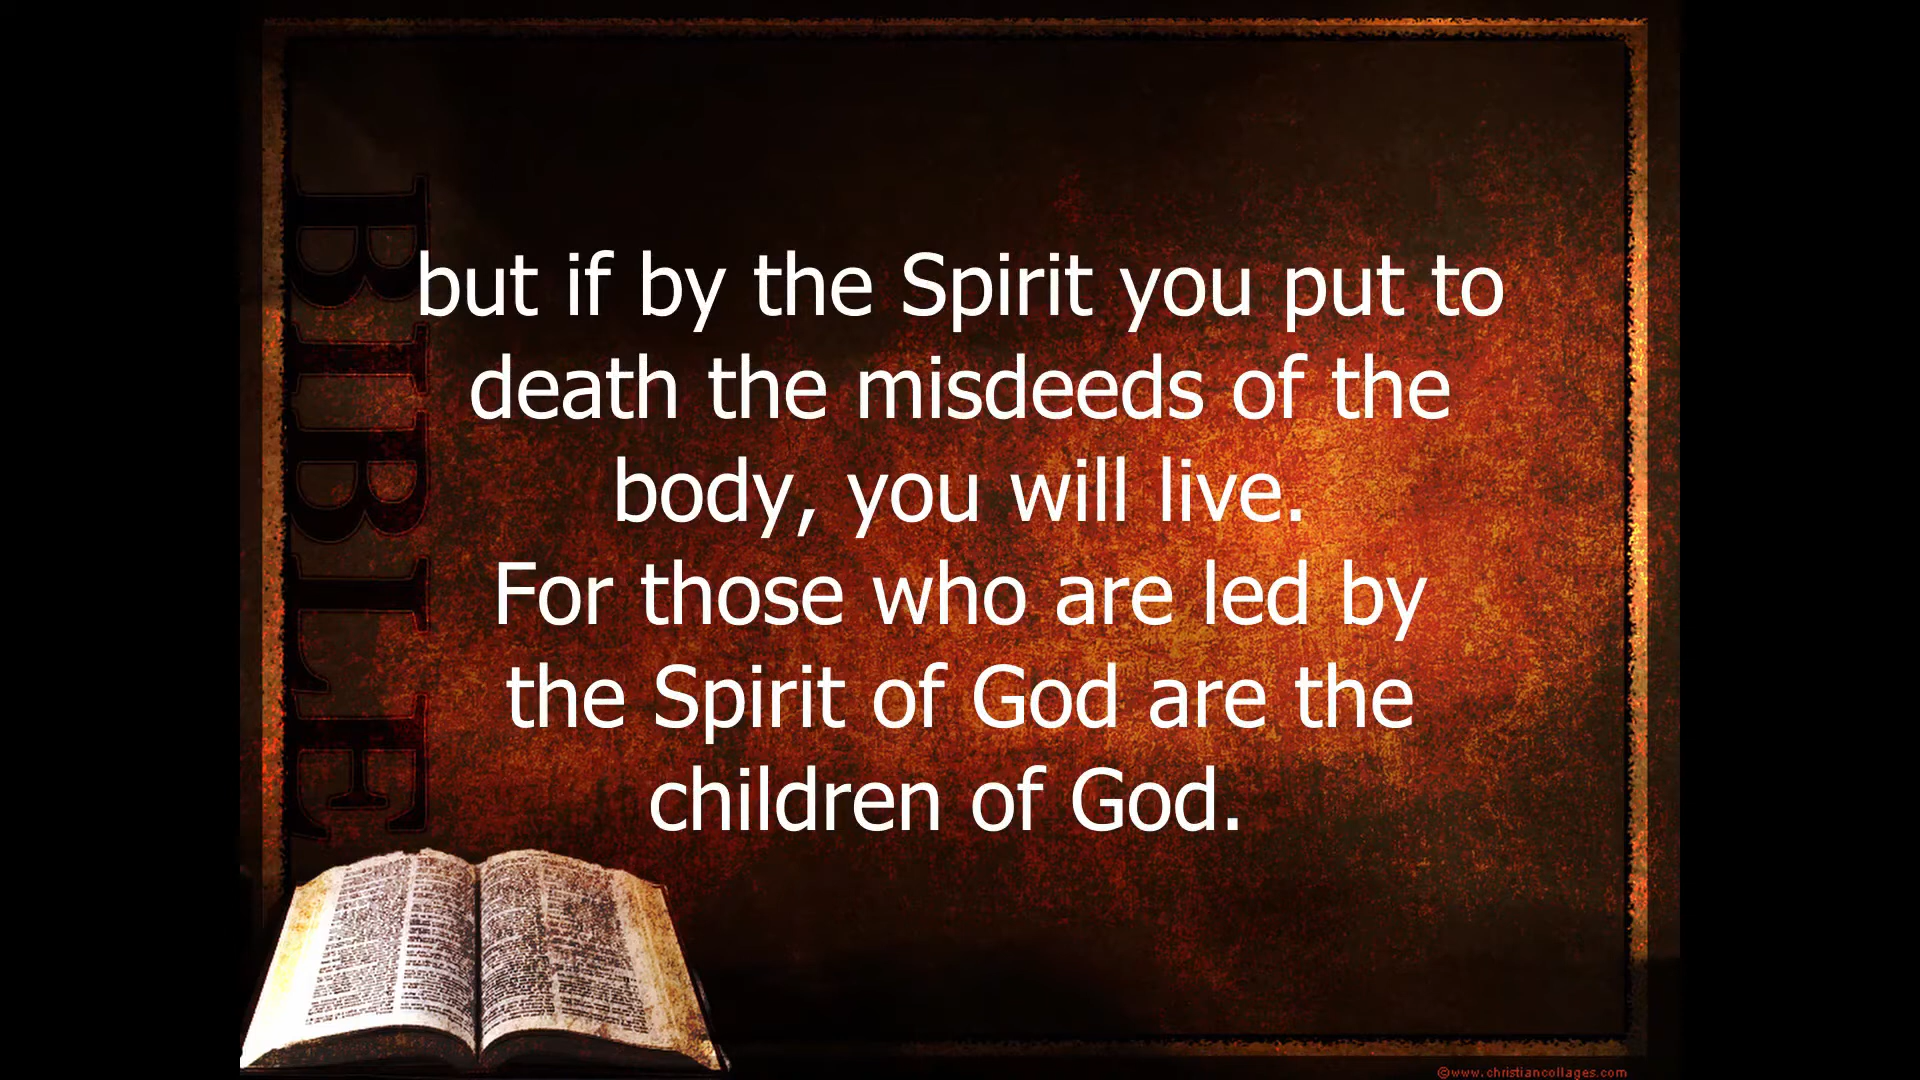 BIBLE
but if by the Spirit you put to
death the misdeeds of the
body, you will live.
For those who are led by
the Spirit of God are the
children of God.
©www.christiancollages.com